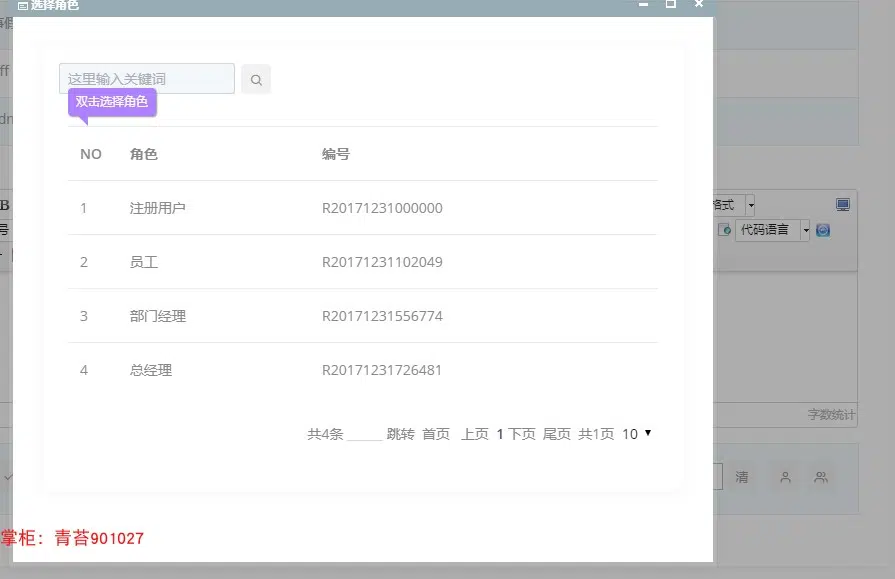 选择角色
ff
这里输入关键词
双击选择角色
NO 角色 编号
B 格式
1 注册用户 R20171231000000
号 代码语言
2 员工 R20171231102049
3 部门经理 R20171231556774
4 总经理 R20171231726481
字数统计
共4条 跳转 首页 上页 1 下页 尾页 共1页 10
清
掌柜：青苔901027